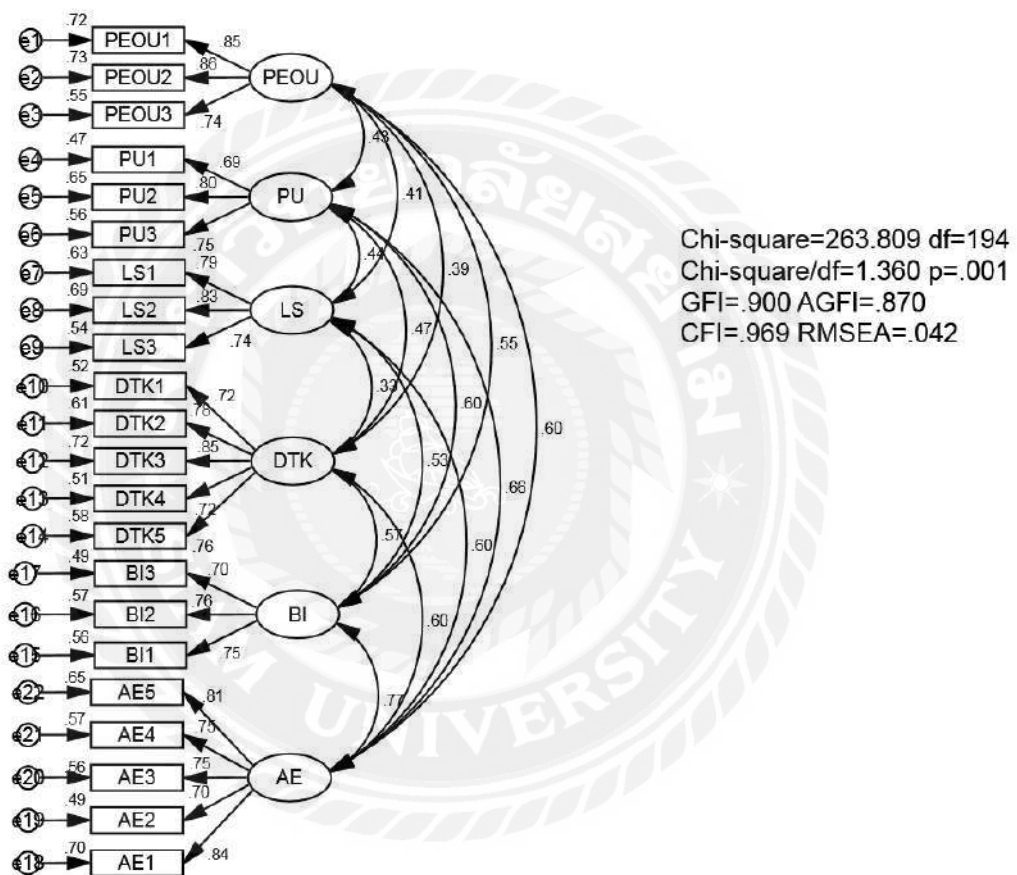 .72
e1 PEOU1 .85
.73
e2 PEOU2 .86 PEOU
.55
e3 PEOU3 .74
.47
e4 PU1 .69
.65
e5 PU2 .80 PU
.56
e6 PU3 .75
.63
e7 LS1 .79
.69
e8 LS2 .83 LS
.54
e9 LS3 .74
.52
e10 DTK1 .72
.61
e11 DTK2 .78
.72
e12 DTK3 .85 DTK
.51
e13 DTK4 .72
.58
e14 DTK5 .76
.49
e17 BI3 .70
.57
e16 BI2 .76 BI
.56
e15 BI1 .75
.65
e22 AE5 .81
.57
e21 AE4 .75
.56
e20 AE3 .75 AE
.49
e19 AE2 .70
.70
e18 AE1 .84
.43
.41
.44
.39
.47
.55
.33
.60
.60
.53
.66
.57
.60
.60
.77
Chi-square=263.809 df=194
Chi-square/df=1.360 p=.001
GFI=.900 AGFI=.870
CFI=.969 RMSEA=.042
UNIVERSITY